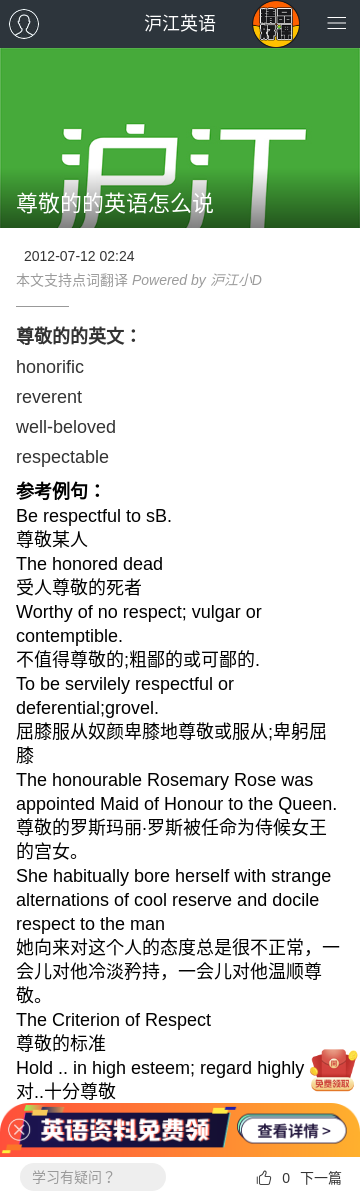 沪江英语
精品
好课
沪江
尊敬的的英语怎么说
2012-07-12 02:24
本文支持点词翻译 Powered by 沪江小D
尊敬的的英文：
honorific
reverent
well-beloved
respectable
参考例句：
Be respectful to sB.
尊敬某人
The honored dead
受人尊敬的死者
Worthy of no respect; vulgar or
contemptible.
不值得尊敬的;粗鄙的或可鄙的.
To be servilely respectful or
deferential;grovel.
屈膝服从奴颜卑膝地尊敬或服从;卑躬屈
膝
The honourable Rosemary Rose was
appointed Maid of Honour to the Queen.
尊敬的罗斯玛丽·罗斯被任命为侍候女王
的宫女。
She habitually bore herself with strange
alternations of cool reserve and docile
respect to the man
她向来对这个人的态度总是很不正常，一
会儿对他冷淡矜持，一会儿对他温顺尊
敬。
The Criterion of Respect
尊敬的标准
Hold .. in high esteem; regard highly
对..十分尊敬
免费领取
英语资料免费领
查看详情 >
学习有疑问？
0
下一篇